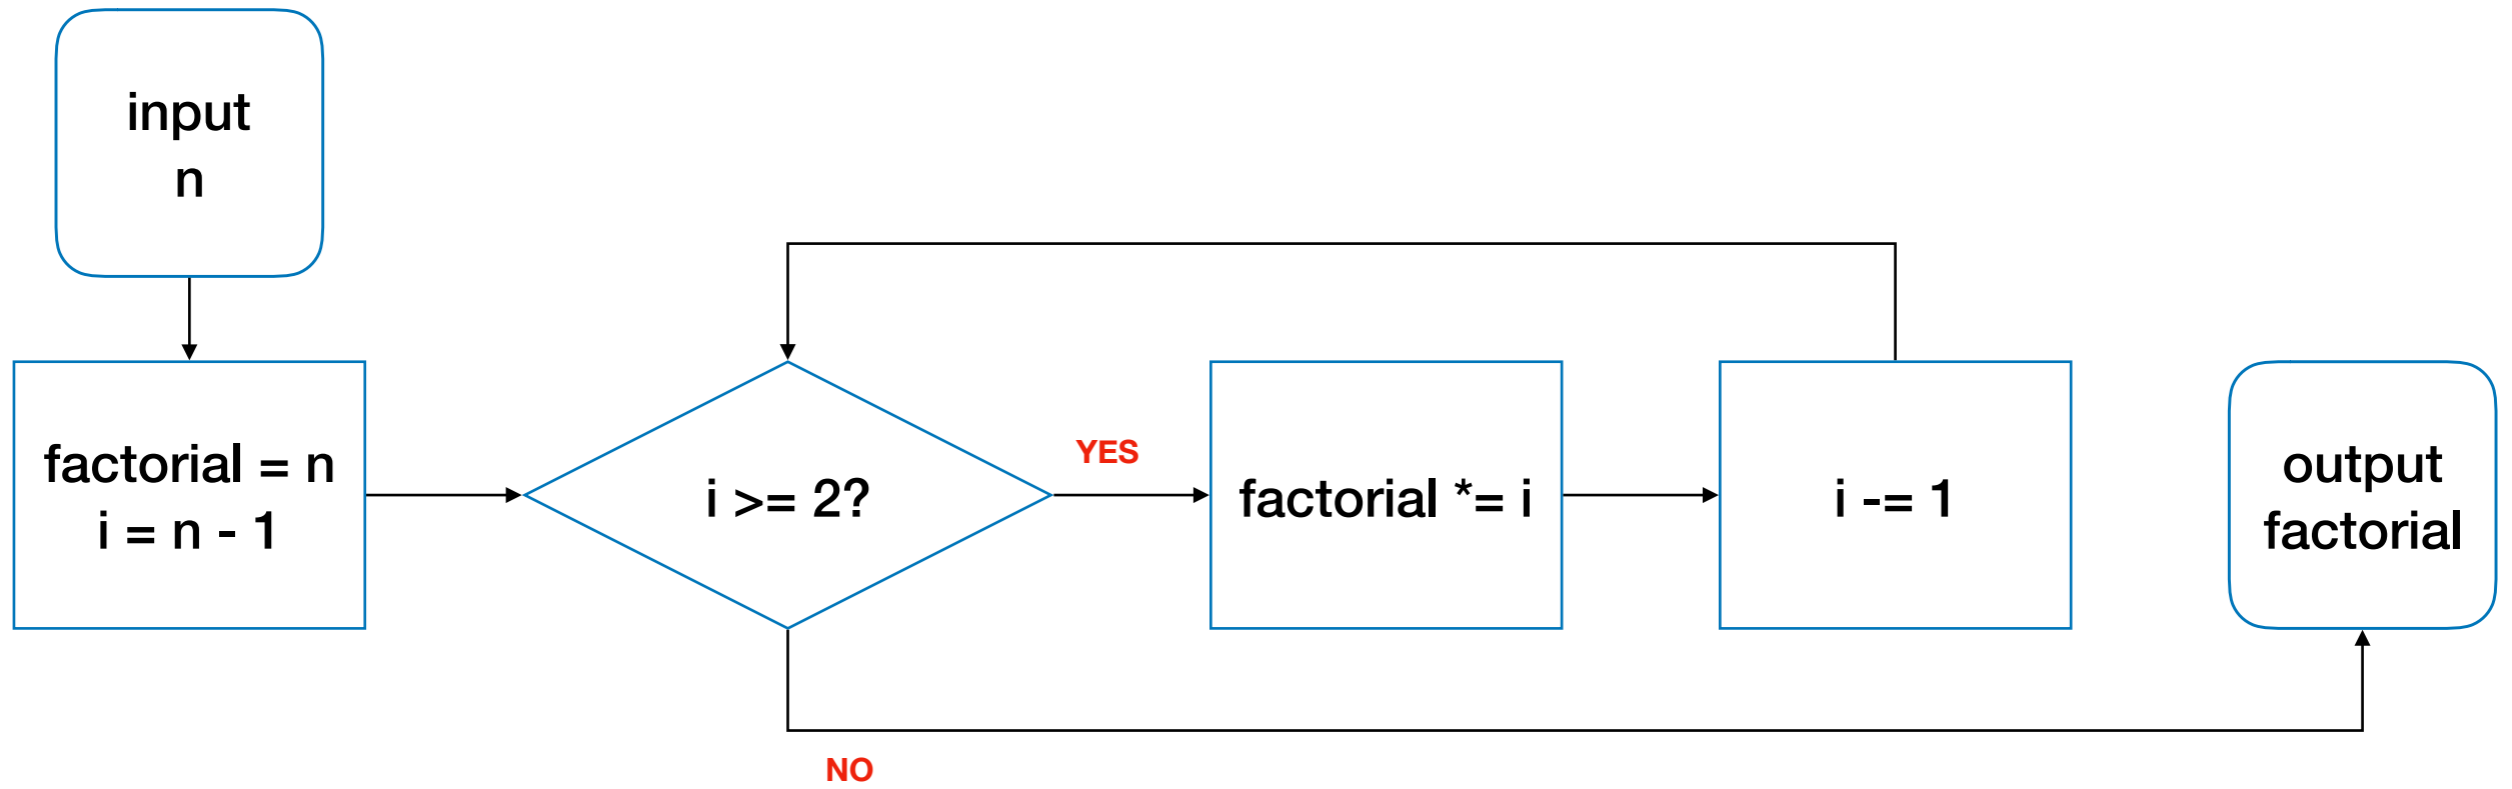 input
n
factorial = n
i = n - 1
i >= 2?
YES
factorial *= i
i -= 1
output
factorial
NO